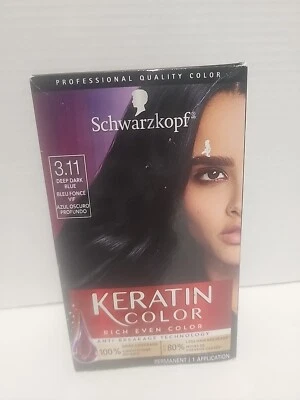 PROFESSIONAL QUALITY COLOR
Schwarzkopf
3.11
DEEP DARK
BLUE
BLEU FONCÉ
VIF
AZUL OSCURO
PROFUNDO
KERATIN
COLOR
RICH EVEN COLOR
ANTI-BREAKAGE TECHNOLOGY
100%
80%
PERMANENT | 1 APPLICATION